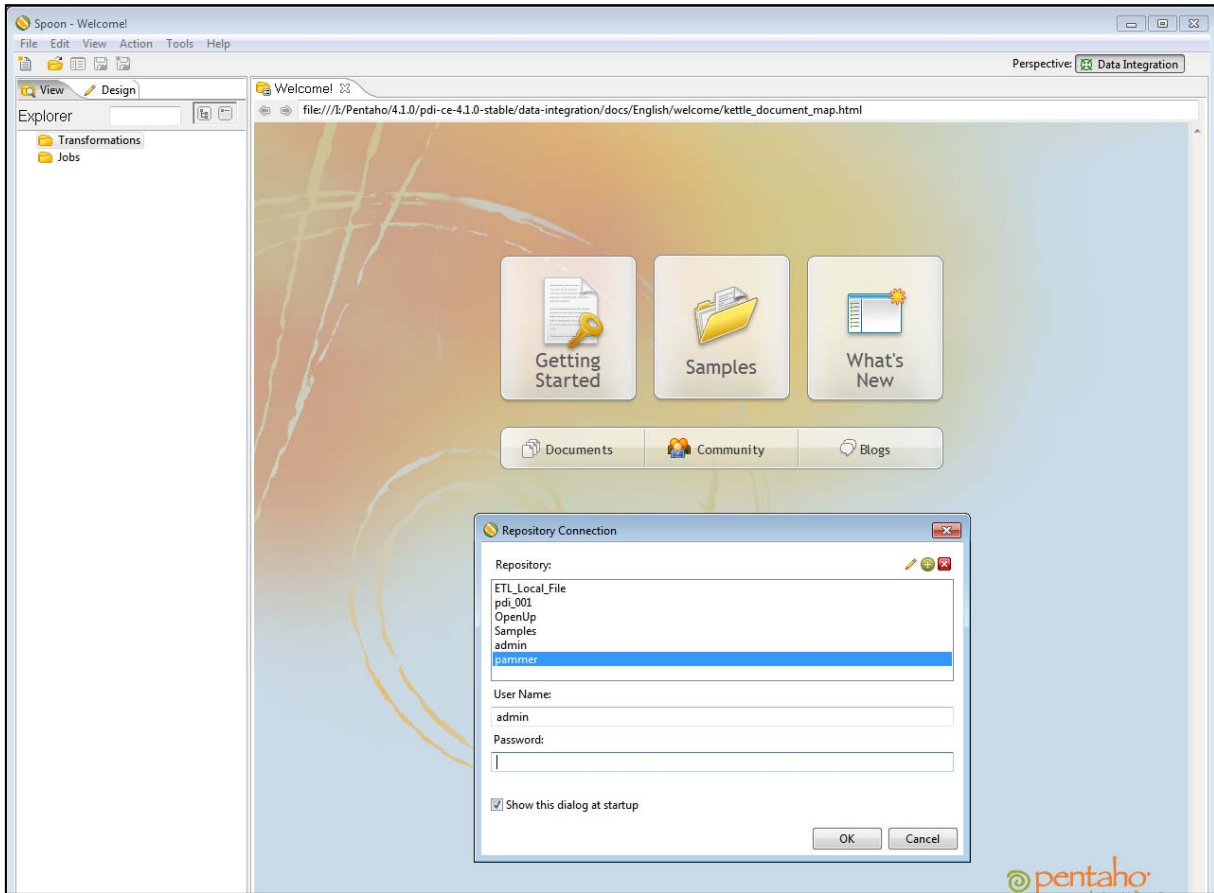 Spoon - Welcome!
File Edit View Action Tools Help
Perspective: Data Integration
View Design
Welcome!
Explorer
file:///I:/Pentaho/4.1.0/pdi-ce-4.1.0-stable/data-integration/docs/English/welcome/kettle_document_map.html
Transformations
Jobs
Getting Started
Samples
What's New
Documents
Community
Blogs
Repository Connection
Repository:
ETL_Local_File
pdi_001
OpenUp
Samples
admin
pammer
User Name:
admin
Password:
Show this dialog at startup
OK Cancel
pentaho